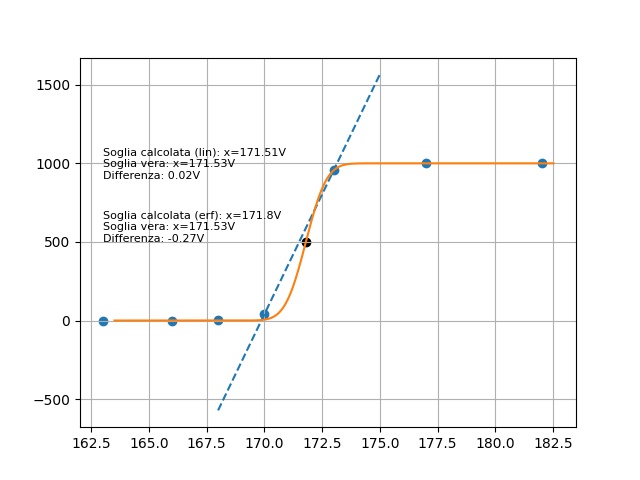 1500
1000
500
0
−500
Soglia calcolata (lin): x=171.51V
Soglia vera: x=171.53V
Differenza: 0.02V
Soglia calcolata (erf): x=171.8V
Soglia vera: x=171.53V
Differenza: -0.27V
162.5 165.0 167.5 170.0 172.5 175.0 177.5 180.0 182.5